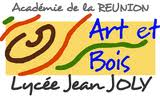 Académie de la REUNION
Art et
Bois
Lycée Jean JOLY